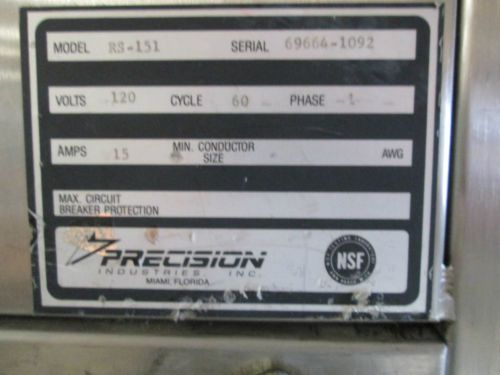 MODEL RS-151 SERIAL 69664-1092
VOLTS 120 CYCLE 60 PHASE 1
AMPS 15 MIN. CONDUCTOR SIZE AWG
MAX. CIRCUIT
BREAKER PROTECTION
PRECISION
INDUSTRIES INC.
MIAMI, FLORIDA
NSF